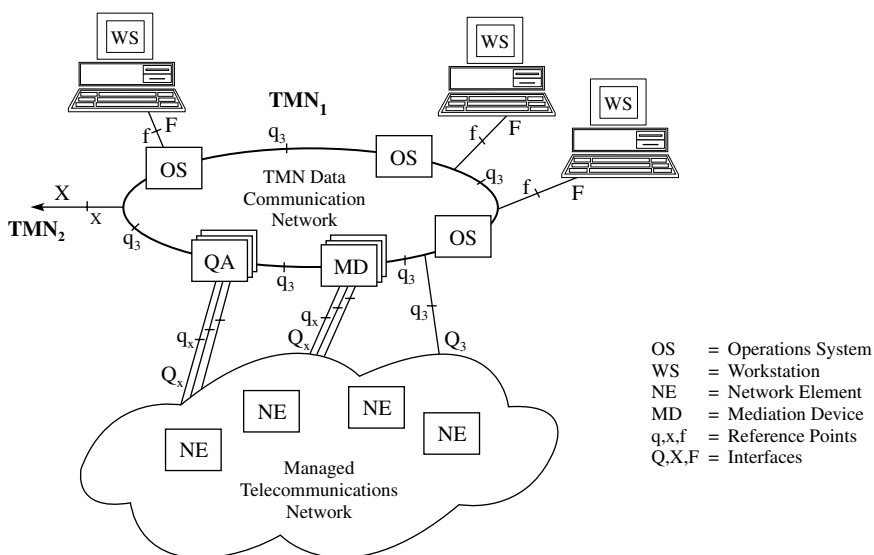 WS
WS
WS
TMN₁
f F
q₃
f F
OS
OS
TMN Data
Communication
Network
q₃
f F
X
x
TMN₂
q₃
OS
QA
q₃
MD
q₃
qₓ
qₓ
q₃
Qₓ
Qₓ
Q₃
NE
NE
NE
NE
Managed
Telecommunications
Network
OS = Operations System
WS = Workstation
NE = Network Element
MD = Mediation Device
q,x,f = Reference Points
Q,X,F = Interfaces